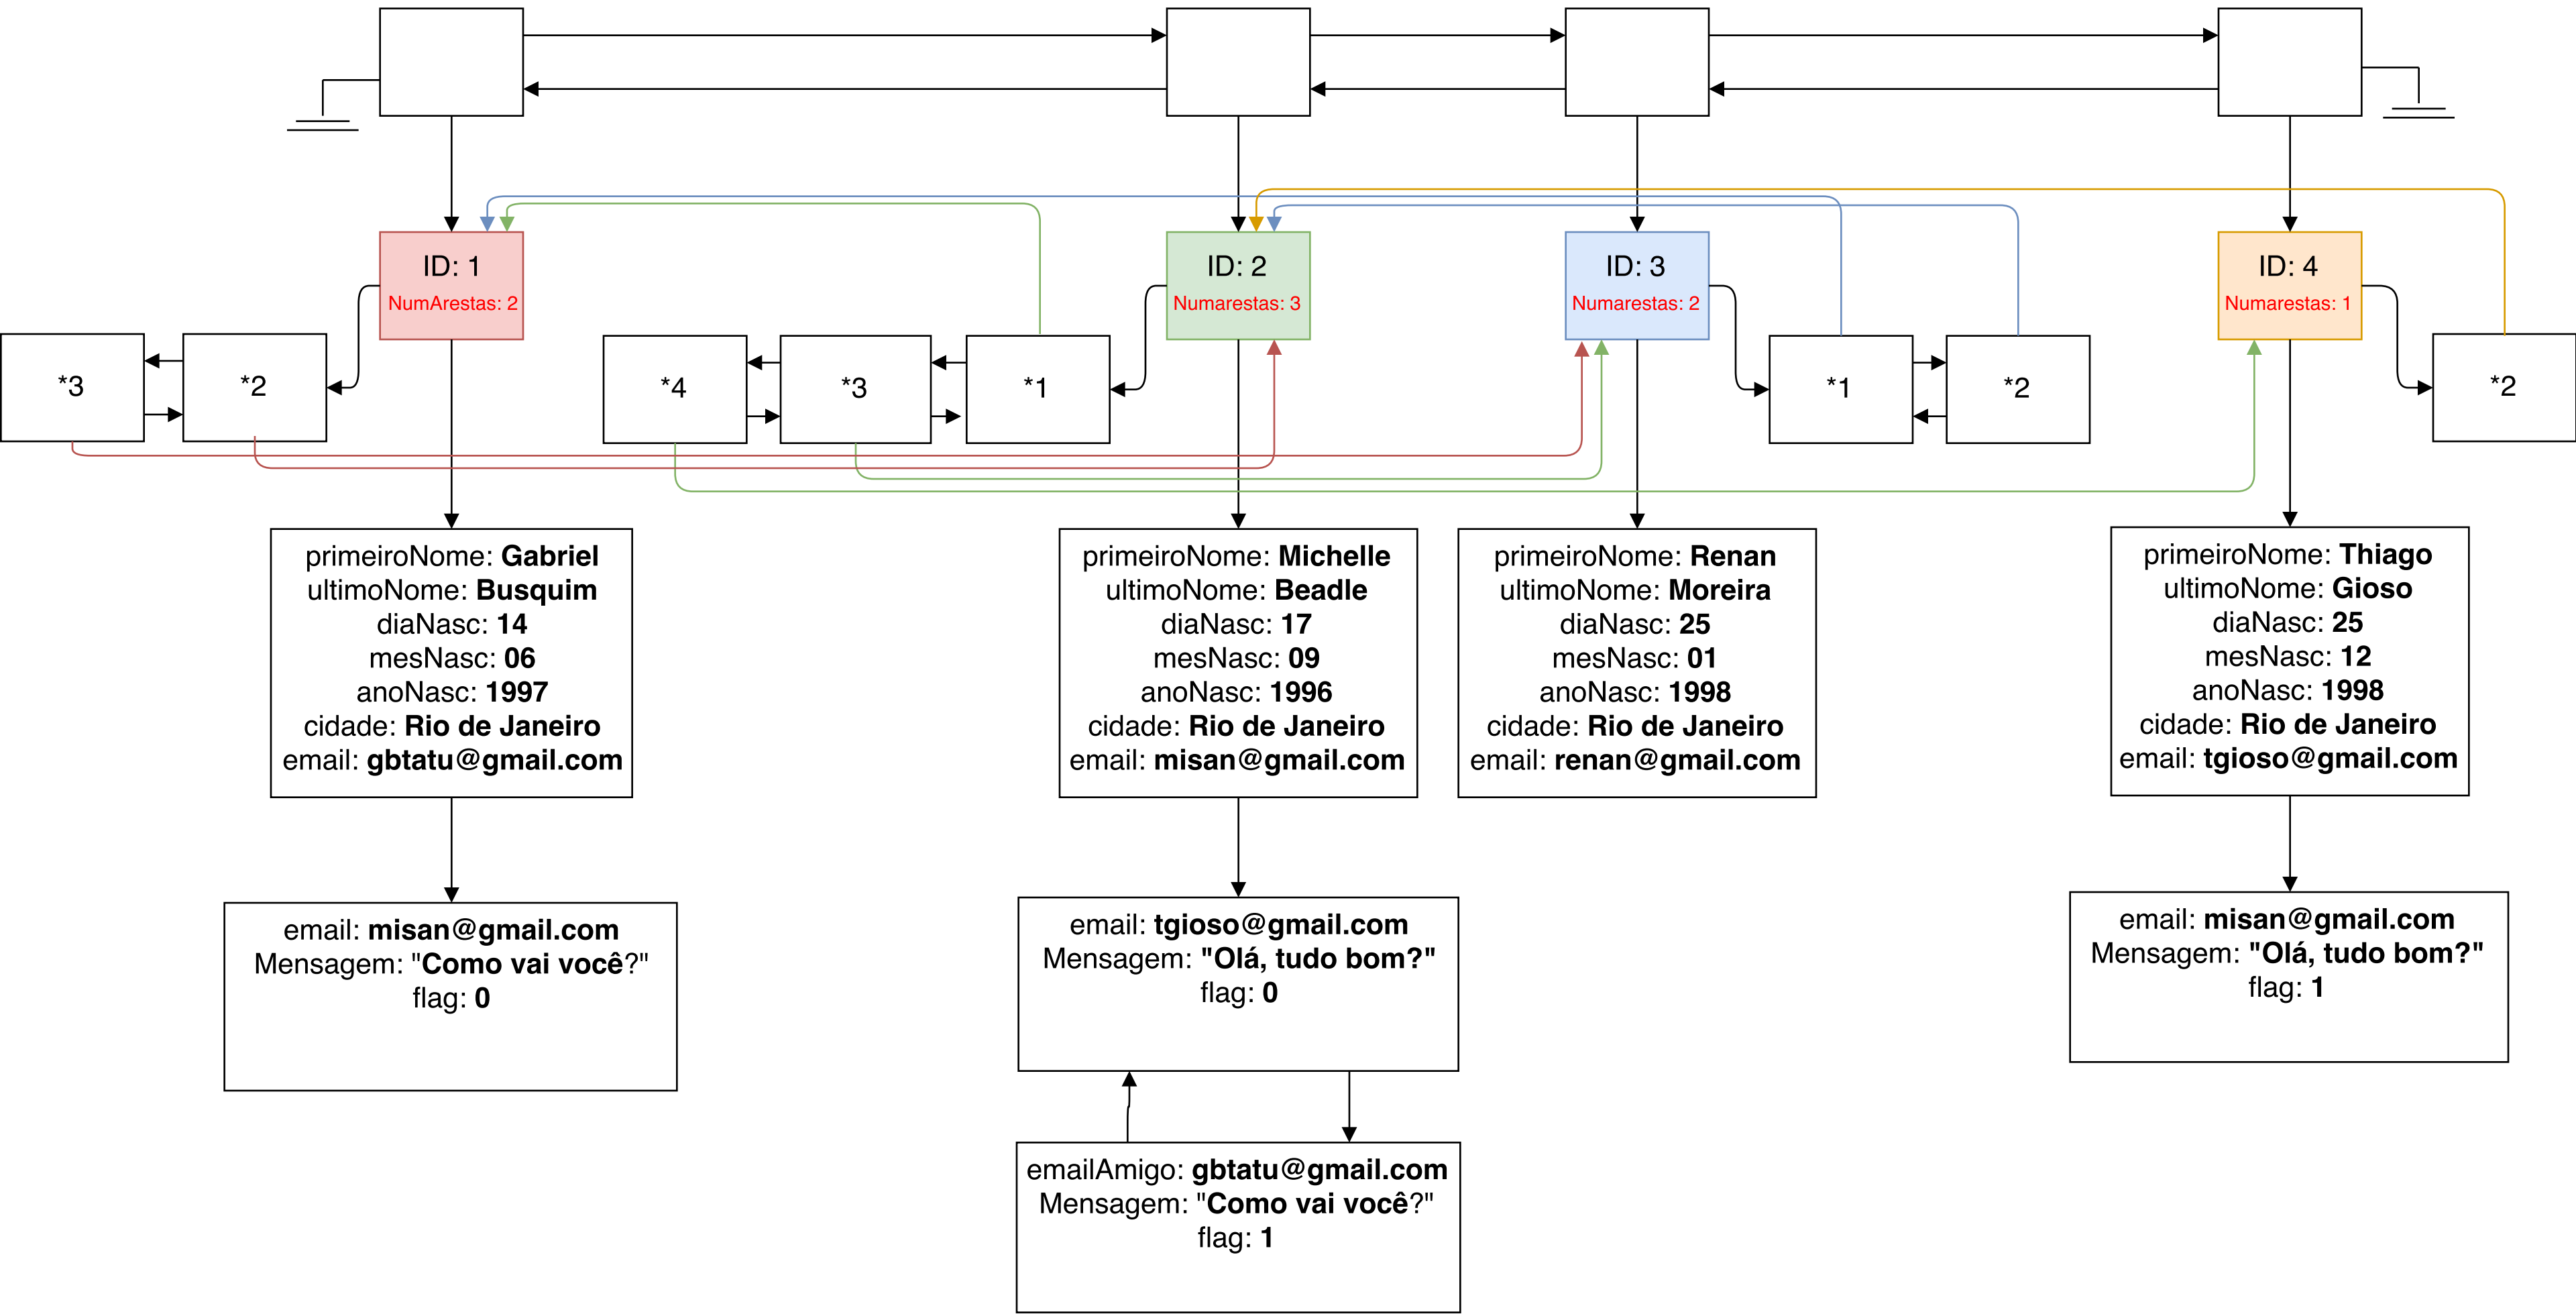 ID: 1
NumArestas: 2
ID: 2
Numarestas: 3
ID: 3
Numarestas: 2
ID: 4
Numarestas: 1
*3
*2
*4
*3
*1
*1
*2
*2
primeiroNome: Gabriel
ultimoNome: Busquim
diaNasc: 14
mesNasc: 06
anoNasc: 1997
cidade: Rio de Janeiro
email: gbtatu@gmail.com
primeiroNome: Michelle
ultimoNome: Beadle
diaNasc: 17
mesNasc: 09
anoNasc: 1996
cidade: Rio de Janeiro
email: misan@gmail.com
primeiroNome: Renan
ultimoNome: Moreira
diaNasc: 25
mesNasc: 01
anoNasc: 1998
cidade: Rio de Janeiro
email: renan@gmail.com
primeiroNome: Thiago
ultimoNome: Gioso
diaNasc: 25
mesNasc: 12
anoNasc: 1998
cidade: Rio de Janeiro
email: tgioso@gmail.com
email: misan@gmail.com
Mensagem: "Como vai você?"
flag: 0
email: tgioso@gmail.com
Mensagem: "Olá, tudo bom?"
flag: 0
email: misan@gmail.com
Mensagem: "Olá, tudo bom?"
flag: 1
emailAmigo: gbtatu@gmail.com
Mensagem: "Como vai você?"
flag: 1